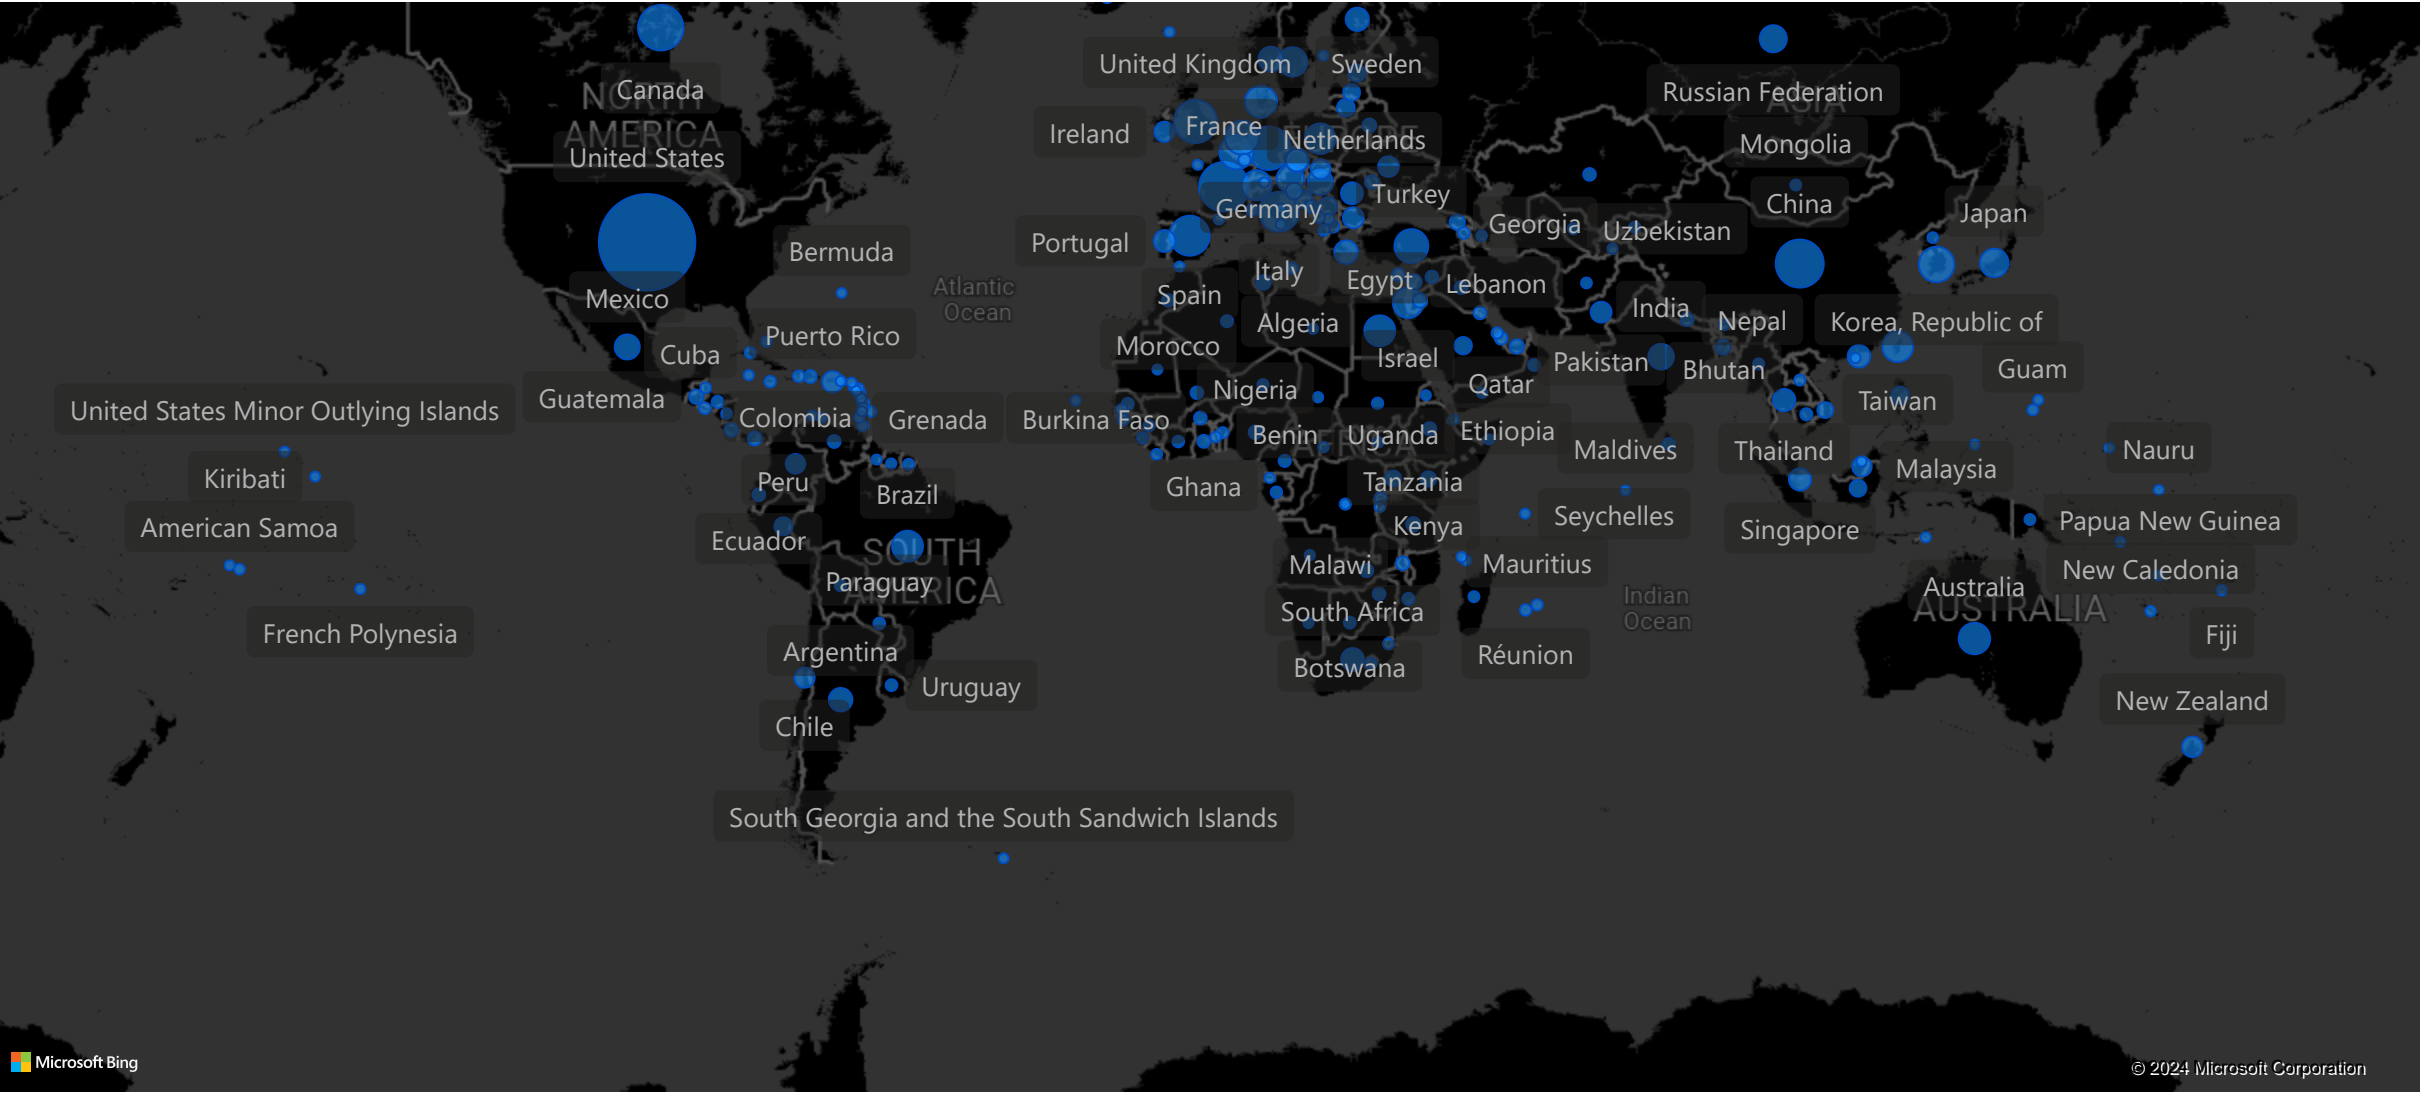 United Kingdom
Sweden
Canada
Russian Federation
NORTH
AMERICA
ASIA
Ireland
France
Netherlands
EUROPE
Mongolia
United States
Turkey
China
Germany
Japan
Georgia
Uzbekistan
Portugal
Bermuda
Atlantic
Ocean
Italy
Egypt
Lebanon
Spain
Mexico
India
Nepal
Korea, Republic of
Algeria
Puerto Rico
Morocco
Cuba
Israel
Pakistan
Bhutan
Guam
Qatar
Nigeria
Guatemala
Taiwan
United States Minor Outlying Islands
Colombia
Grenada
Burkina Faso
Benin
Uganda
Ethiopia
AFRICA
Maldives
Thailand
Nauru
Malaysia
Kiribati
Peru
Tanzania
Ghana
Brazil
Seychelles
American Samoa
Kenya
Papua New Guinea
Singapore
Ecuador
SOUTH
AMERICA
Malawi
Mauritius
New Caledonia
Paraguay
Australia
AUSTRALIA
Indian
Ocean
South Africa
French Polynesia
Fiji
Argentina
Réunion
Botswana
Uruguay
New Zealand
Chile
South Georgia and the South Sandwich Islands
Microsoft Bing
© 2024 Microsoft Corporation